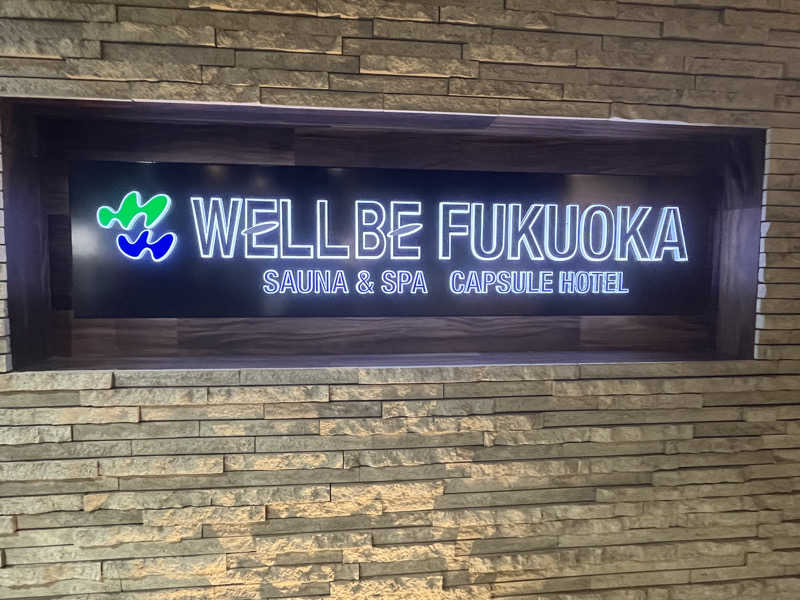 WELLBE FUKUOKA
SAUNA & SPA CAPSULE HOTEL